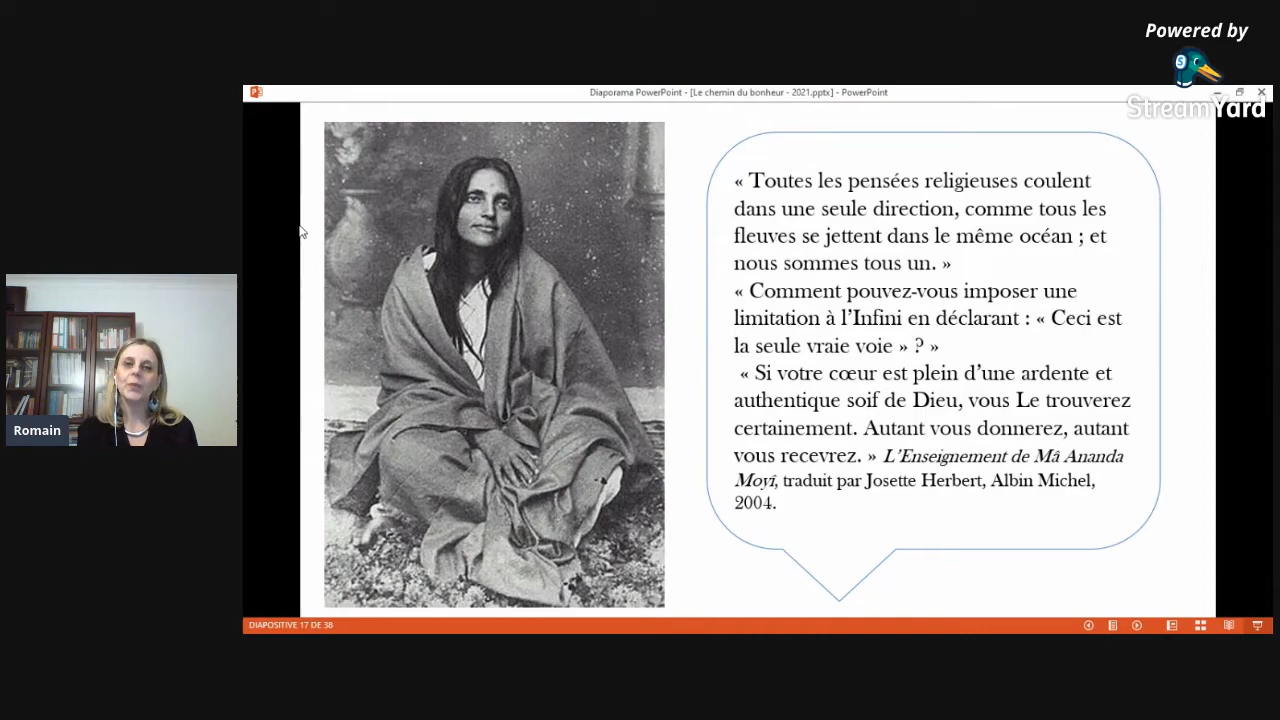 Powered by
StreamYard
Diaporama PowerPoint - [Le chemin du bonheur - 2021.pptx] - PowerPoint
« Toutes les pensées religieuses coulent
dans une seule direction, comme tous les
fleuves se jettent dans le même océan ; et
nous sommes tous un. »
« Comment pouvez-vous imposer une
limitation à l’Infini en déclarant : « Ceci est
la seule vraie voie » ? »
« Si votre cœur est plein d’une ardente et
authentique soif de Dieu, vous Le trouverez
certainement. Autant vous donnerez, autant
vous recevrez. » L’Enseignement de Mâ Ananda
Moyî, traduit par Josette Herbert, Albin Michel,
2004.
Romain
DIAPOSITIVE 17 DE 38